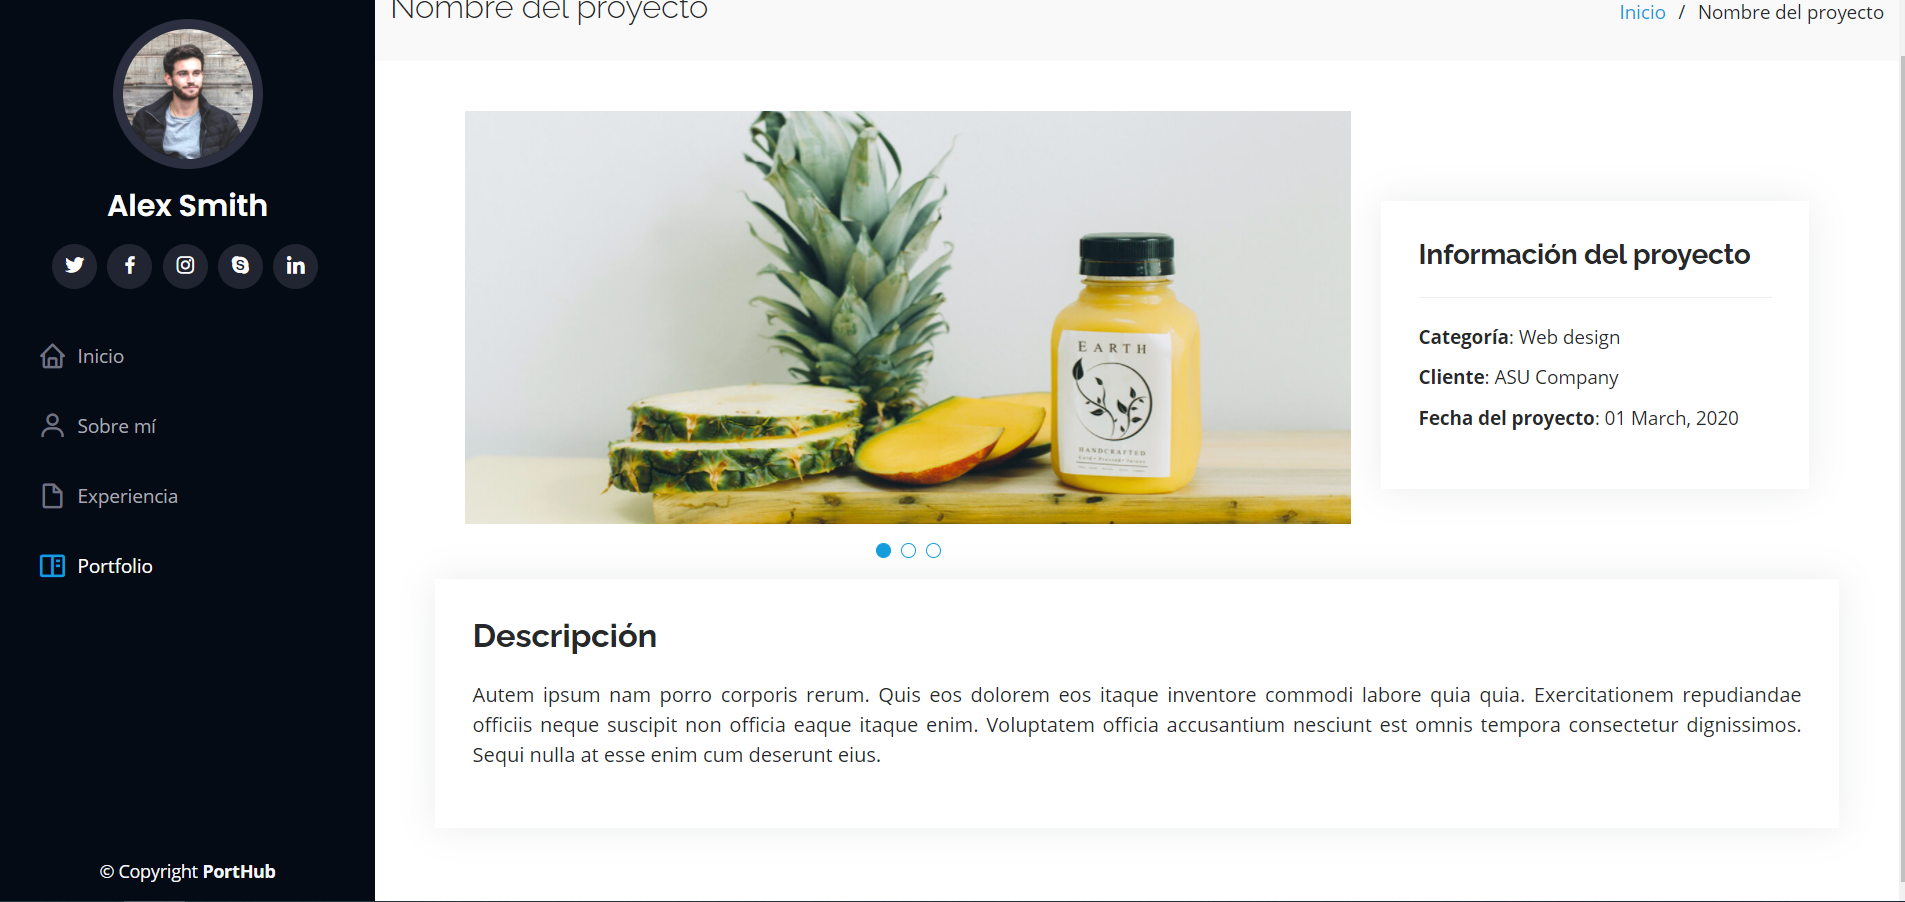 Alex Smith
Inicio
Sobre mí
Experiencia
Portfolio
© Copyright PortHub
Nombre del proyecto
Inicio / Nombre del proyecto
EARTH
HANDCRAFTED
Cold • Pressed • Juices
Información del proyecto
Categoría: Web design
Cliente: ASU Company
Fecha del proyecto: 01 March, 2020
Descripción
Autem ipsum nam porro corporis rerum. Quis eos dolorem eos itaque inventore commodi labore quia quia. Exercitationem repudiandae
officiis neque suscipit non officia eaque itaque enim. Voluptatem officia accusantium nesciunt est omnis tempora consectetur dignissimos.
Sequi nulla at esse enim cum deserunt eius.